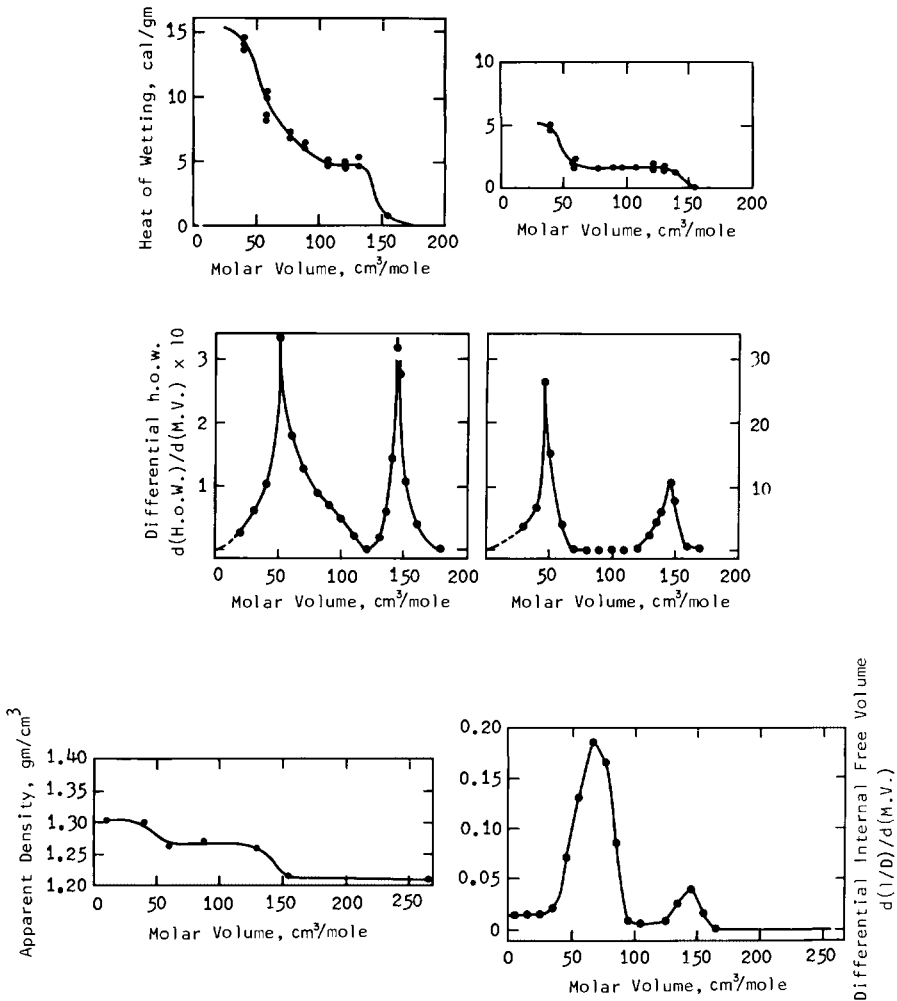 Heat of Wetting, cal/gm
15
10
5
0
0 50 100 150 200
Molar Volume, cm³/mole
10
5
0
0 50 100 150 200
Molar Volume, cm³/mole
Differential h.o.w.
d(H.o.W.)/d(M.V.) x 10
3
2
1
0 50 100 150 200
Molar Volume, cm³/mole
30
20
10
50 100 150 200
Molar Volume, cm³/mole
Apparent Density, gm/cm³
1.40
1.35
1.30
1.25
1.20
0 50 100 150 200 250
Molar Volume, cm³/mole
0.20
0.15
0.10
0.05
0
0 50 100 150 200 250
Molar Volume, cm³/mole
Differential Internal Free Volume
d(1/D)/d(M.V.)